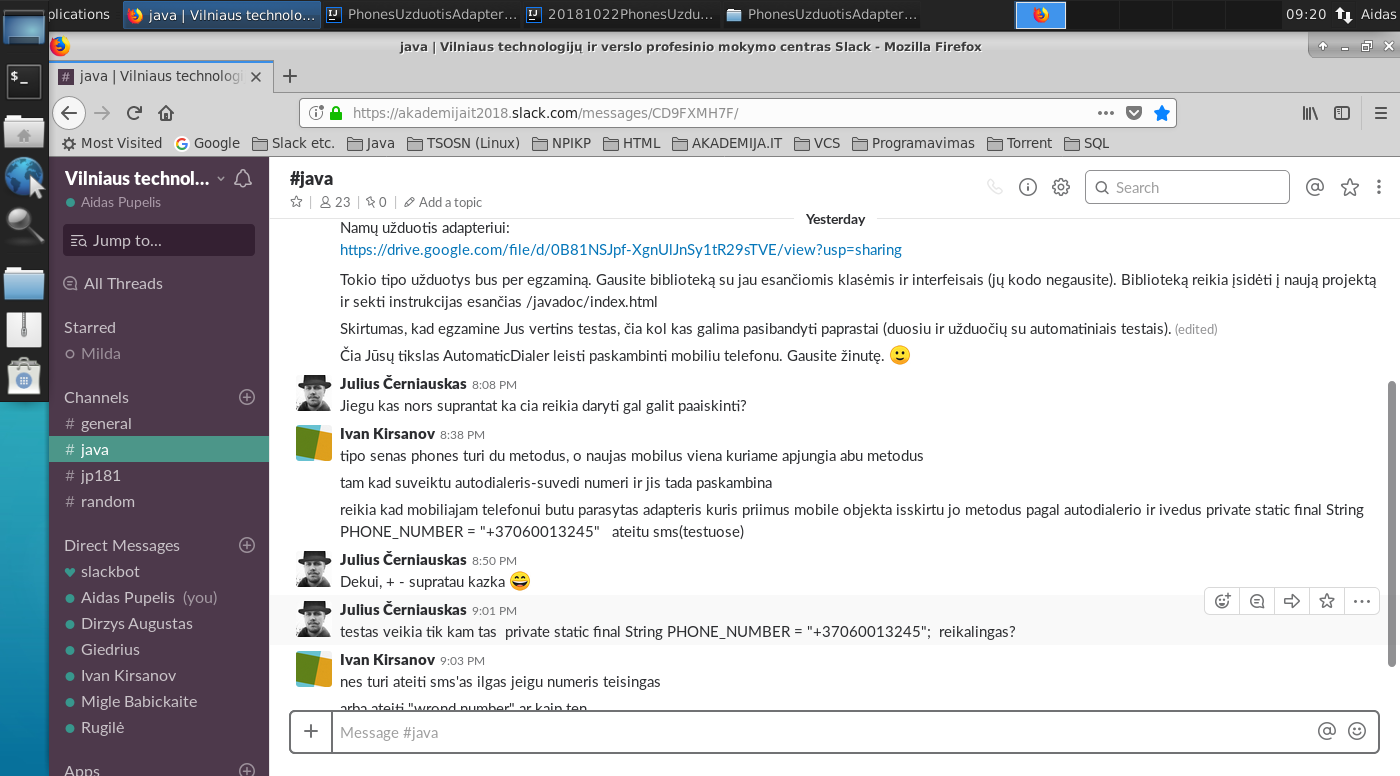 plications
java | Vilniaus technolo...
PhonesUzduotisAdapter...
20181022PhonesUzdu...
PhonesUzduotisAdapter...
09:20
Aidas
java | Vilniaus technologijų ir verslo profesinio mokymo centras Slack - Mozilla Firefox
java | Vilniaus technologi
https://akademijait2018.slack.com/messages/CD9FXMH7F/
Most Visited
Google
Slack etc.
Java
TSOSN (Linux)
NPIKP
HTML
AKADEMIJA.IT
VCS
Programavimas
Torrent
SQL
Vilniaus technol...
Aidas Pupelis
Jump to...
All Threads
Starred
Milda
Channels
# general
# java
# jp181
# random
Direct Messages
slackbot
Aidas Pupelis (you)
Dirzys Augustas
Giedrius
Ivan Kirsanov
Migle Babickaite
Rugilė
Apps
#java
23
0
Add a topic
Search
Yesterday
Namų užduotis adapteriui:
https://drive.google.com/file/d/0B81NSJpf-XgnUlJnSy1tR29sTVE/view?usp=sharing
Tokio tipo užduotys bus per egzaminą. Gausite biblioteką su jau esančiomis klasėmis ir interfeisais (jų kodo negausite). Biblioteką reikia įsidėti į naują projektą
ir sekti instrukcijas esančias /javadoc/index.html
Skirtumas, kad egzamine Jus vertins testas, čia kol kas galima pasibandyti paprastai (duosiu ir užduočių su automatiniais testais). (edited)
Čia Jūsų tikslas AutomaticDialer leisti paskambinti mobiliu telefonu. Gausite žinutę.
Julius Černiauskas 8:08 PM
Jiegu kas nors suprantat ka cia reikia daryti gal galit paaiskinti?
Ivan Kirsanov 8:38 PM
tipo senas phones turi du metodus, o naujas mobilus viena kuriame apjungia abu metodus
tam kad suveiktu autodialeris-suvedi numeri ir jis tada paskambina
reikia kad mobiliajam telefonui butu parasytas adapteris kuris priimus mobile objekta isskirtu jo metodus pagal autodialerio ir ivedus private static final String
PHONE_NUMBER = "+37060013245" ateitu sms(testuose)
Julius Černiauskas 8:50 PM
Dekui, + - supratau kazka
Julius Černiauskas 9:01 PM
testas veikia tik kam tas private static final String PHONE_NUMBER = "+37060013245"; reikalingas?
Ivan Kirsanov 9:03 PM
nes turi ateiti sms'as ilgas jeigu numeris teisingas
arba ateiti "wrond number" ar kaip ten
Message #java